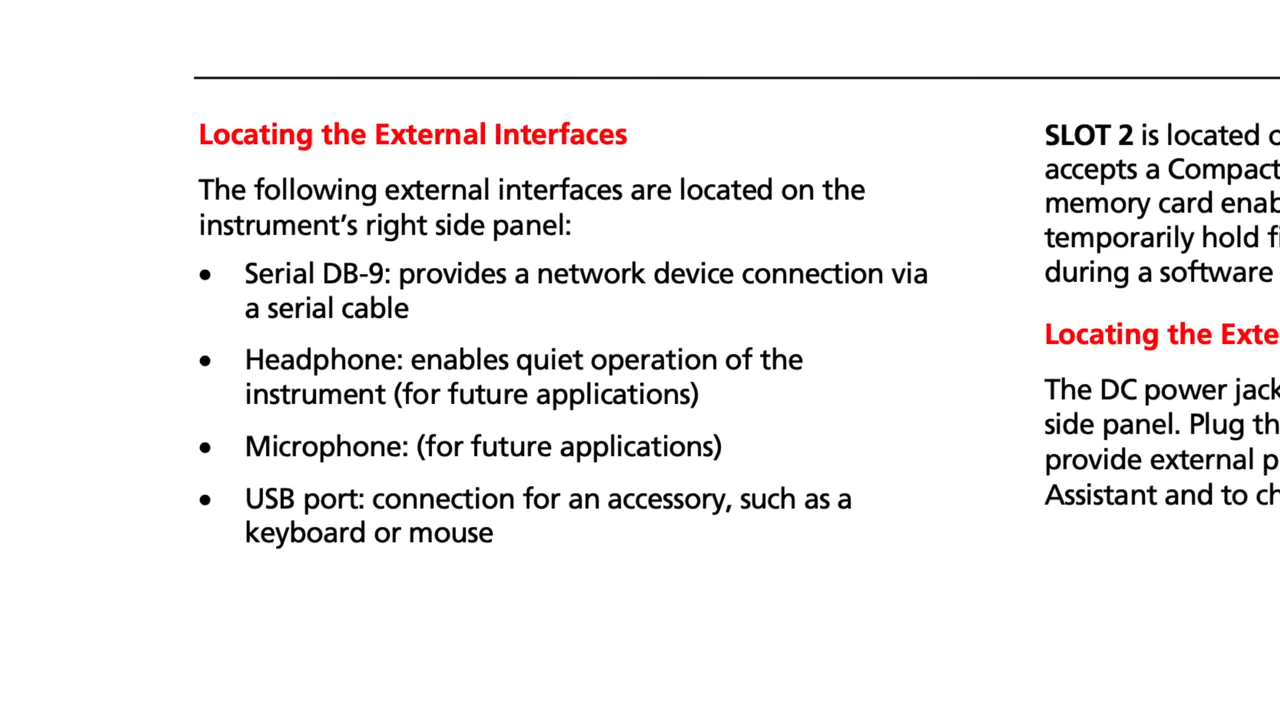 Locating the External Interfaces
The following external interfaces are located on the
instrument’s right side panel:
• Serial DB-9: provides a network device connection via
a serial cable
• Headphone: enables quiet operation of the
instrument (for future applications)
• Microphone: (for future applications)
• USB port: connection for an accessory, such as a
keyboard or mouse
SLOT 2 is located
accepts a Compact
memory card
temporarily hold
during a software
Locating the
The DC power jack
side panel. Plug
provide external
Assistant and to